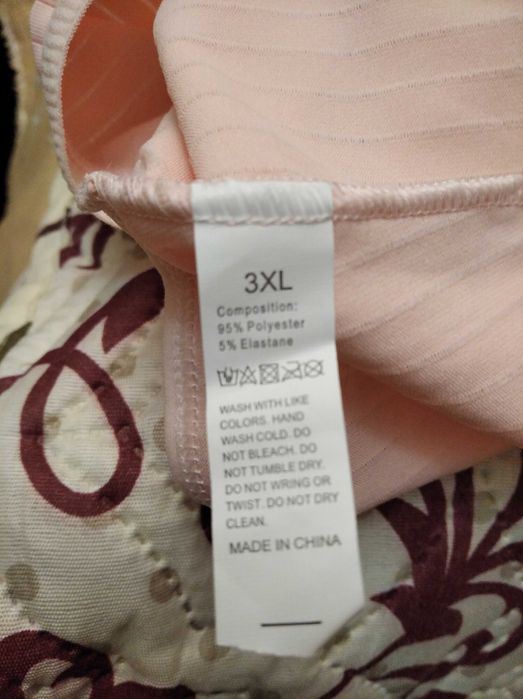 3XL
Composition:
95% Polyester
5% Elastane
WASH WITH LIKE
COLORS. HAND
WASH COLD. DO
NOT BLEACH. DO
NOT TUMBLE DRY.
DO NOT WRING OR
TWIST. DO NOT DRY
CLEAN.
MADE IN CHINA